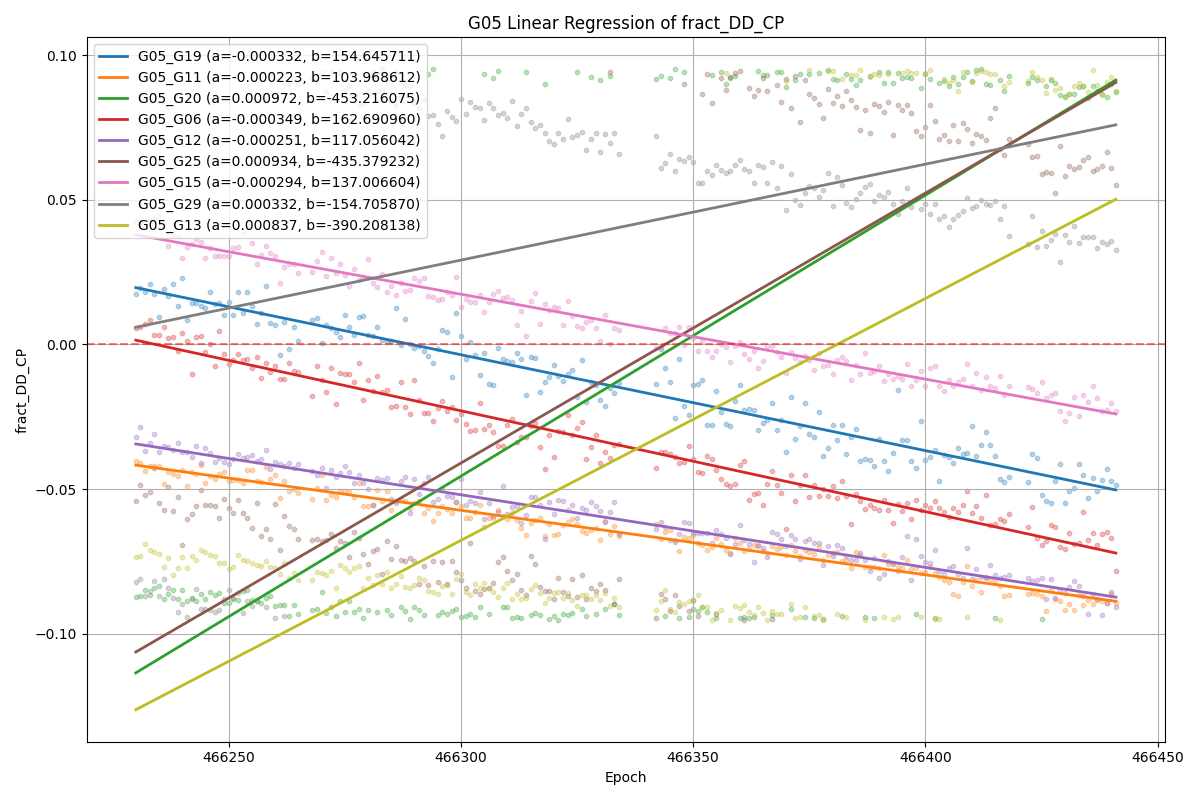 G05 Linear Regression of fract_DD_CP
G05_G19 (a=-0.000332, b=154.645711)
G05_G11 (a=-0.000223, b=103.968612)
G05_G20 (a=0.000972, b=-453.216075)
G05_G06 (a=-0.000349, b=162.690960)
G05_G12 (a=-0.000251, b=117.056042)
G05_G25 (a=0.000934, b=-435.379232)
G05_G15 (a=-0.000294, b=137.006604)
G05_G29 (a=0.000332, b=-154.705870)
G05_G13 (a=0.000837, b=-390.208138)
0.10
0.05
0.00
−0.05
−0.10
fract_DD_CP
466250
466300
466350
466400
466450
Epoch